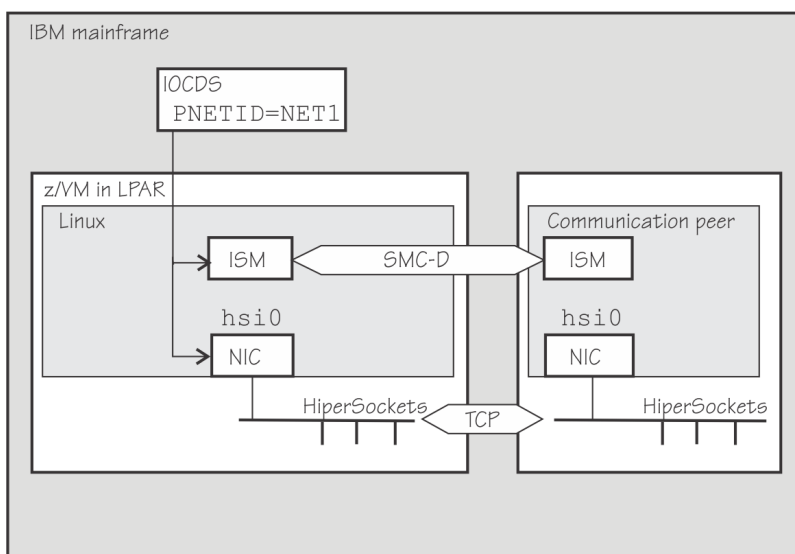 IBM mainframe
IOCDS
PNETID=NET1
z/VM in LPAR
Linux
Communication peer
ISM
SMC-D
ISM
hsi0
hsi0
NIC
NIC
HiperSockets
TCP
HiperSockets